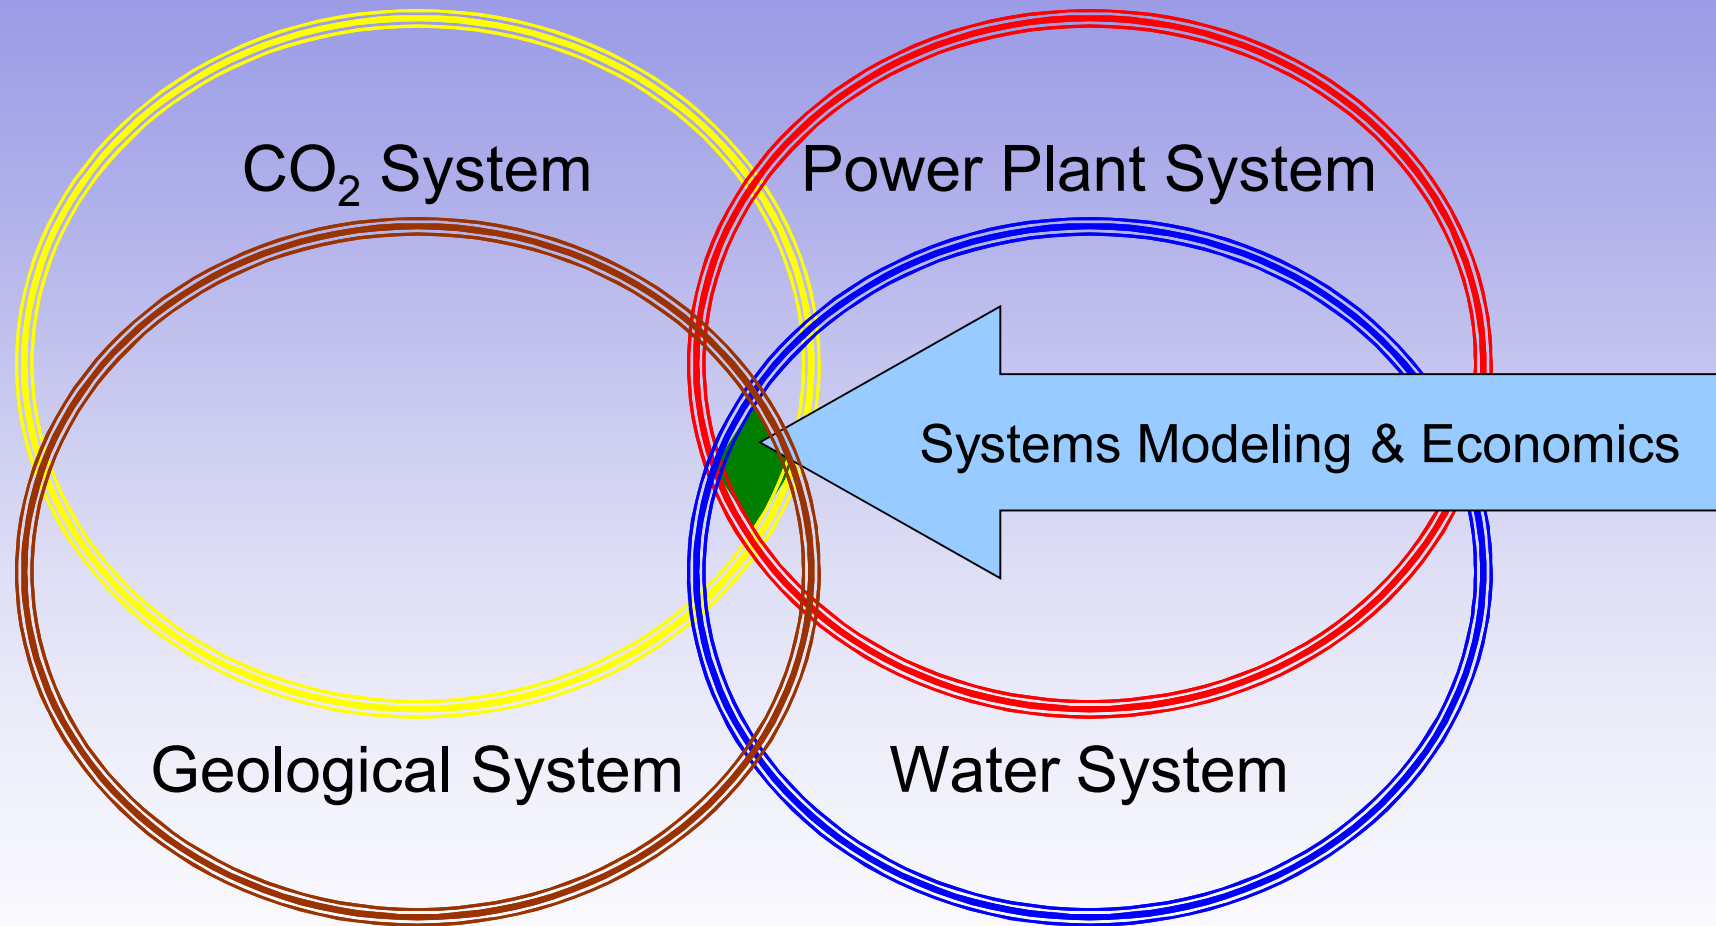 CO₂ System
Power Plant System
Systems Modeling & Economics
Geological System
Water System